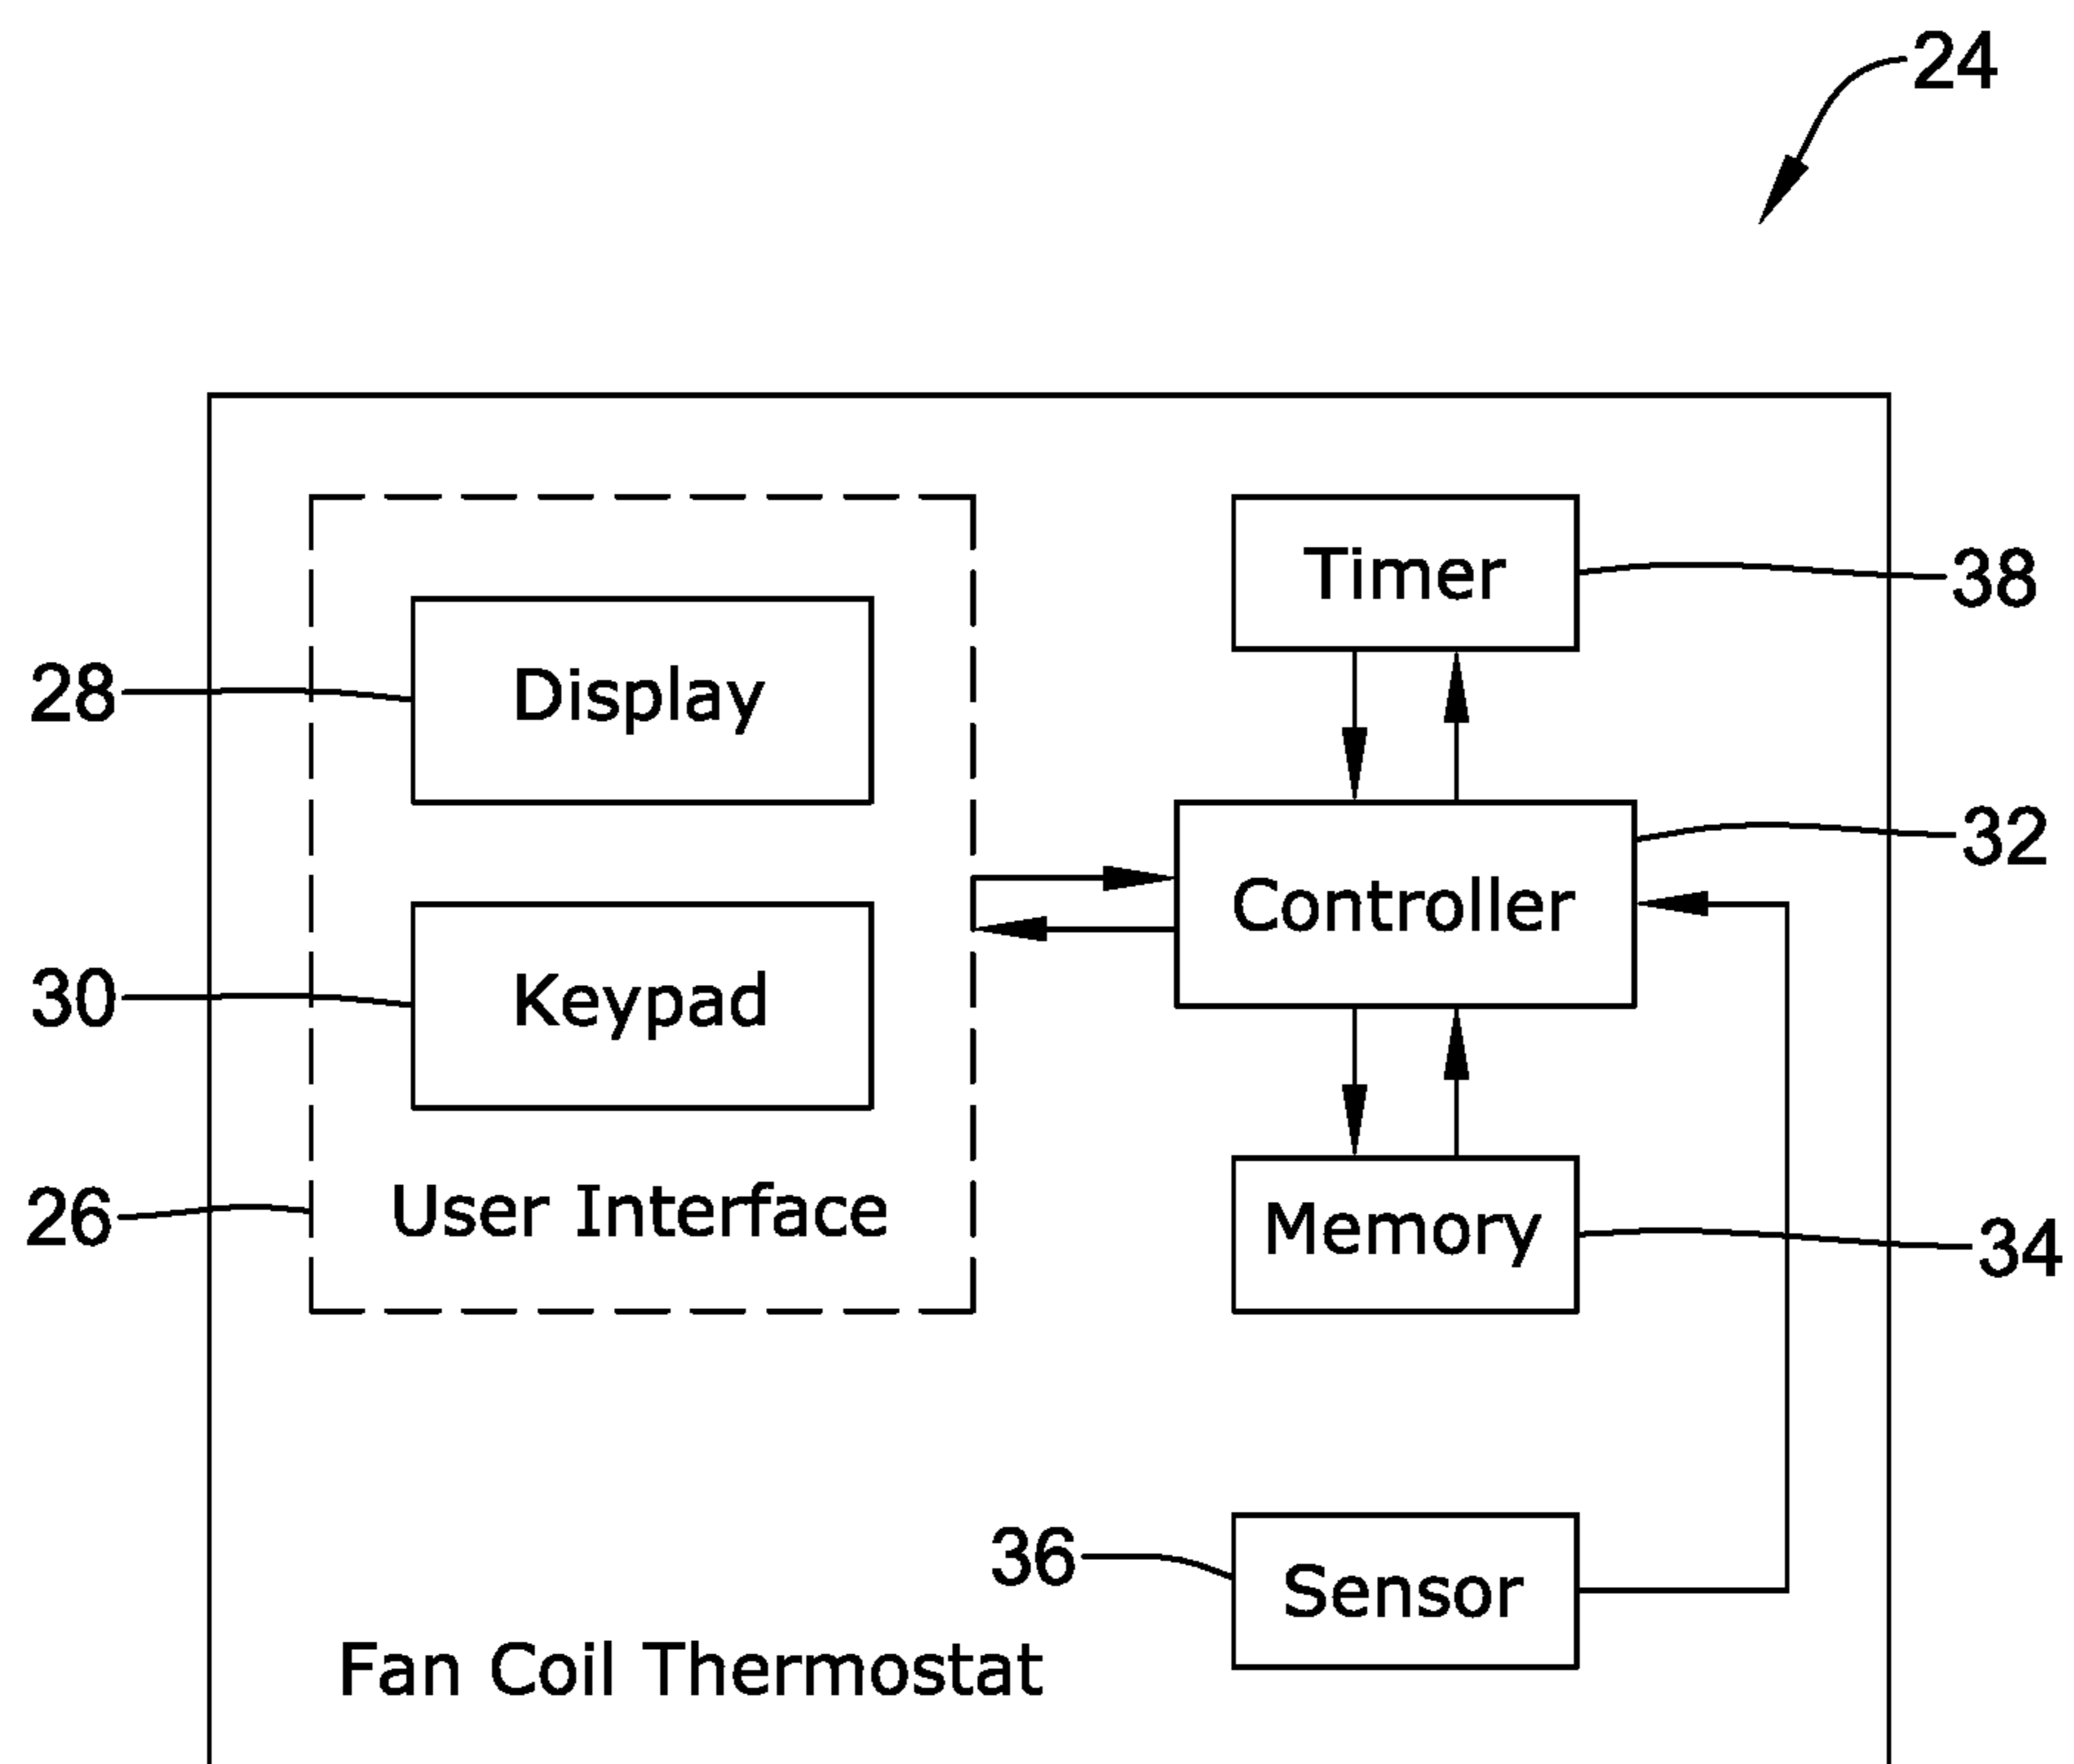 24
Timer
38
Display
28
32
Controller
Keypad
30
User Interface
26
Memory
34
36
Sensor
Fan Coil Thermostat